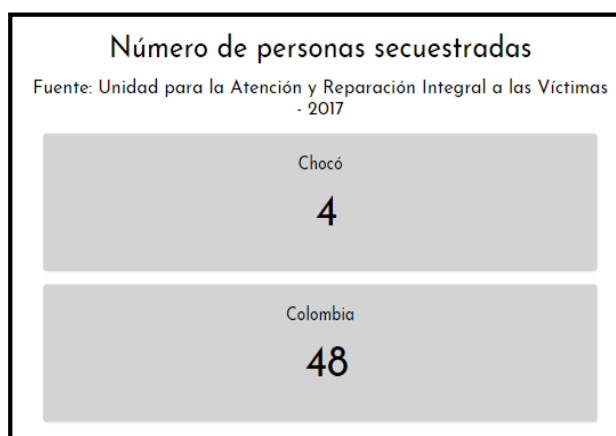 Número de personas secuestradas
Fuente: Unidad para la Atención y Reparación Integral a las Víctimas
- 2017
Chocó
4
Colombia
48